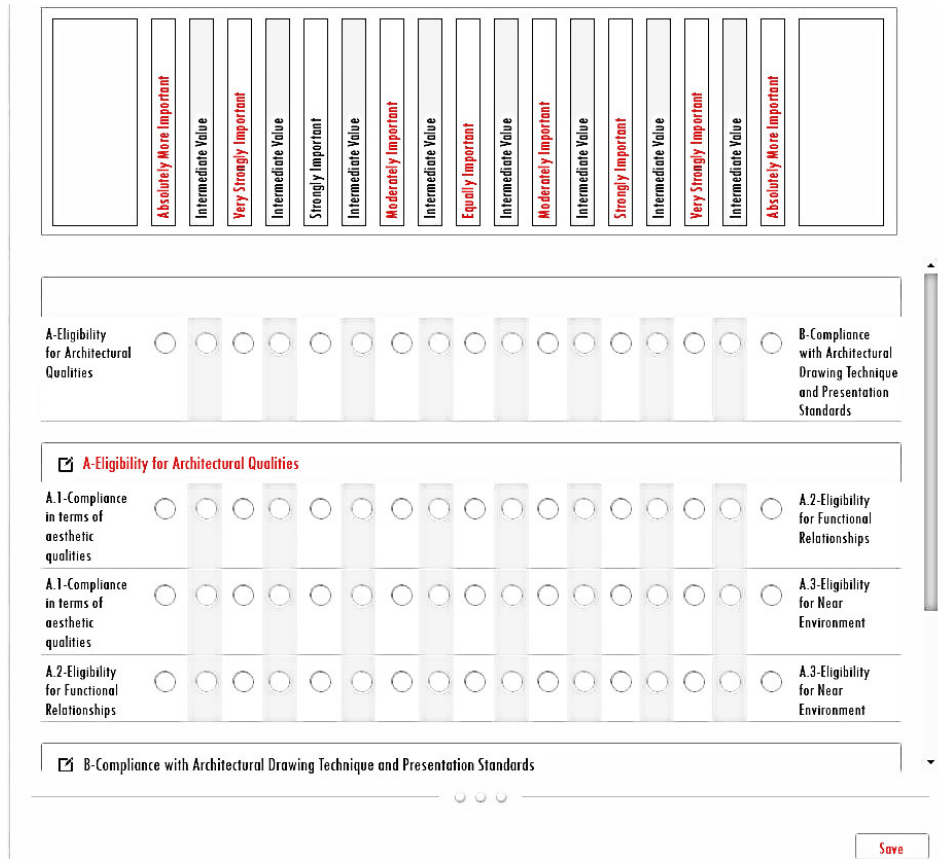 Absolutely More Important
Intermediate Value
Very Strongly Important
Intermediate Value
Strongly Important
Intermediate Value
Moderately Important
Intermediate Value
Equally Important
Intermediate Value
Moderately Important
Intermediate Value
Strongly Important
Intermediate Value
Very Strongly Important
Intermediate Value
Absolutely More Important
A-Eligibility
for Architectural
Qualities
B-Compliance
with Architectural
Drawing Technique
and Presentation
Standards
A-Eligibility for Architectural Qualities
A.1-Compliance
in terms of
aesthetic
qualities
A.2-Eligibility
for Functional
Relationships
A.1-Compliance
in terms of
aesthetic
qualities
A.3-Eligibility
for Near
Environment
A.2-Eligibility
for Functional
Relationships
A.3-Eligibility
for Near
Environment
B-Compliance with Architectural Drawing Technique and Presentation Standards
Save